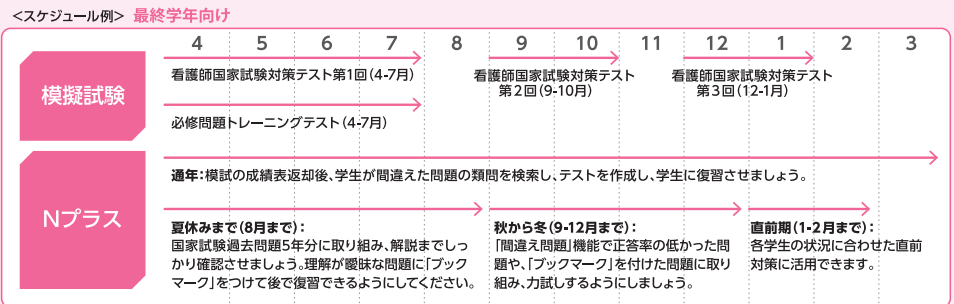 <スケジュール例> 最終学年向け
4 5 6 7 8 9 10 11 12 1 2 3
模擬試験
看護師国家試験対策テスト第1回(4-7月)
看護師国家試験対策テスト
第2回(9-10月)
看護師国家試験対策テスト
第3回(12-1月)
必修問題トレーニングテスト(4-7月)
Nプラス
通年:模試の成績表返却後、学生が間違えた問題の類問を検索し、テストを作成し、学生に復習させましょう。
夏休みまで(8月まで):
国家試験過去問題5年分に取り組み、解説までしっ
かり確認させましょう。理解が曖昧な問題に「ブック
マーク」をつけて後で復習できるようにしてください。
秋から冬(9-12月まで):
「間違え問題」機能で正答率の低かった問
題や、「ブックマーク」を付けた問題に取り
組み、力試しするようにしましょう。
直前期(1-2月まで):
各学生の状況に合わせた直前
対策に活用できます。